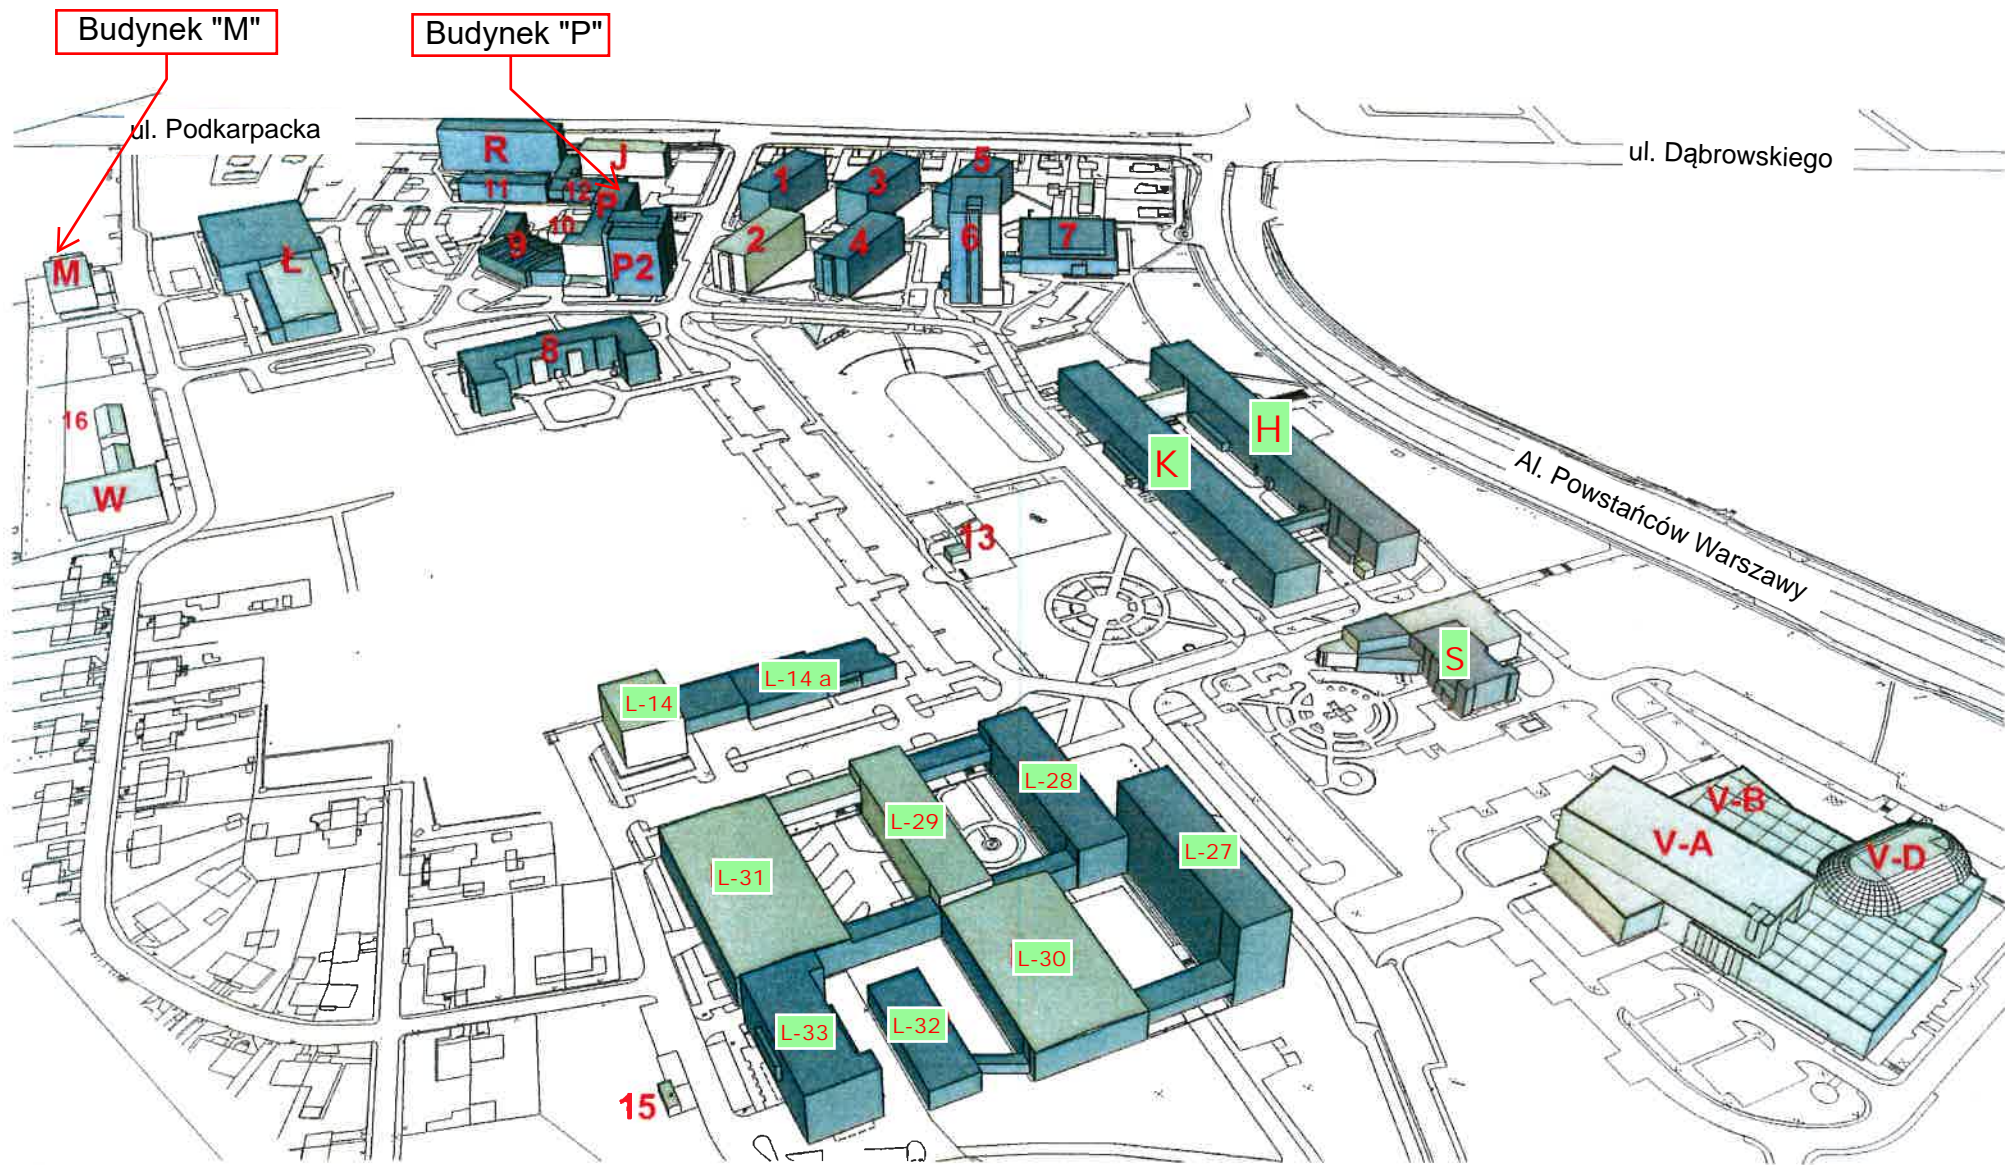 Budynek "M"
Budynek "P"
ul. Podkarpacka
ul. Dąbrowskiego
R
J
11
12
P
10
9
P2
1
3
5
2
4
6
7
M
Ł
8
16
W
K
H
Al. Powstańców Warszawy
13
S
L-14
L-14 a
L-28
L-29
L-27
L-31
L-30
L-33
L-32
15
V-B
V-A
V-D